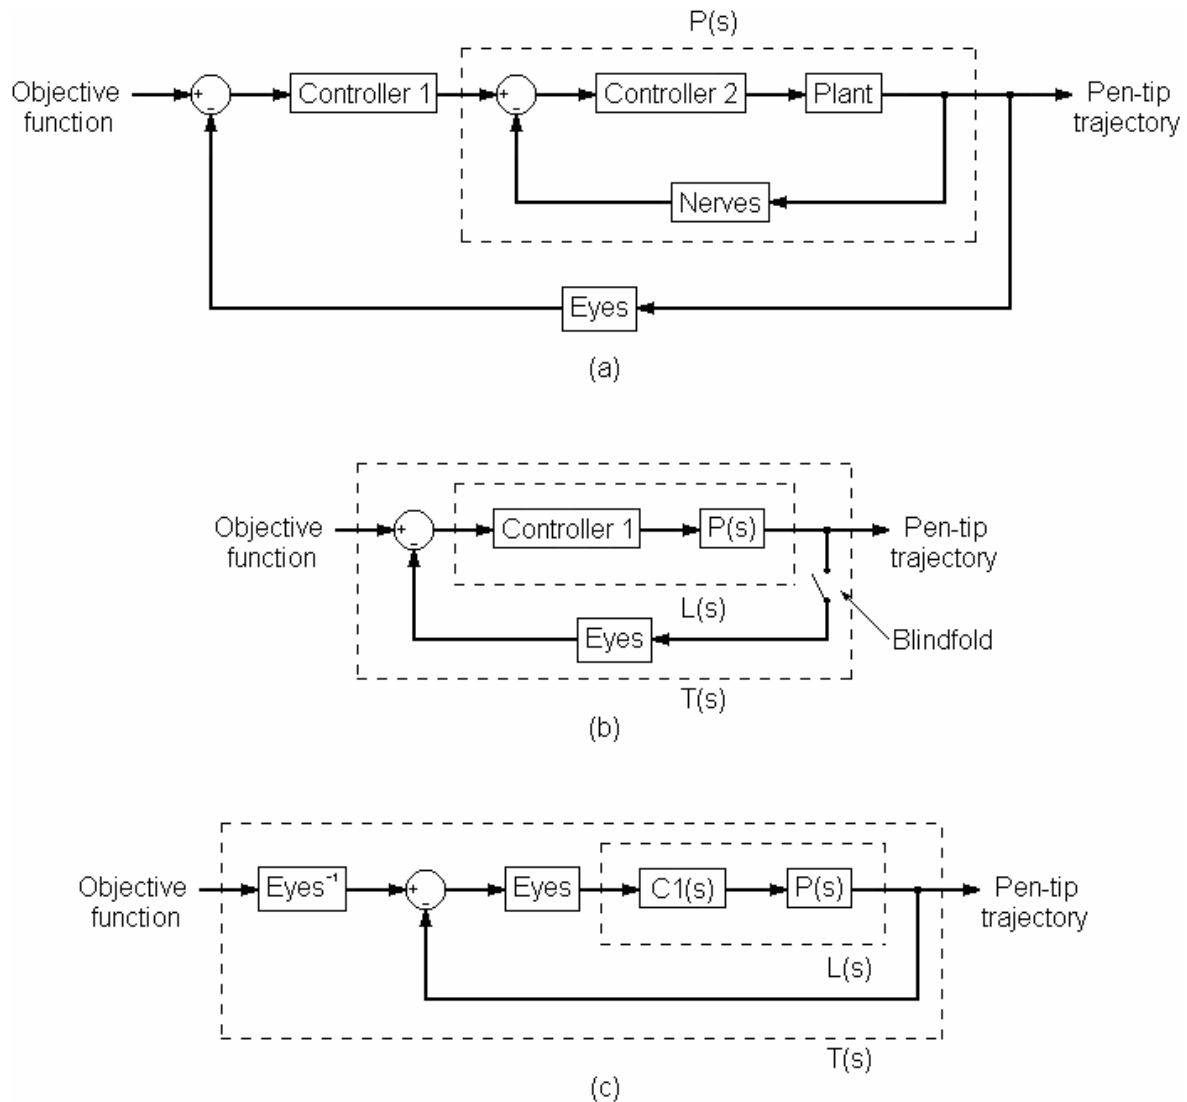 P(s)
Objective
function
+
-
Controller 1
+
-
Controller 2
Plant
Pen-tip
trajectory
Nerves
Eyes
(a)
Objective
function
+
-
Controller 1
P(s)
Pen-tip
trajectory
L(s)
Eyes
Blindfold
T(s)
(b)
Objective
function
Eyes⁻¹
+
-
Eyes
C1(s)
P(s)
Pen-tip
trajectory
L(s)
T(s)
(c)